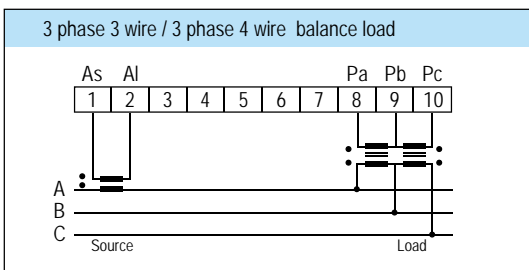 3 phase 3 wire / 3 phase 4 wire balance load
As Al Pa Pb Pc
1 2 3 4 5 6 7 8 9 10
A
B
C
Source Load